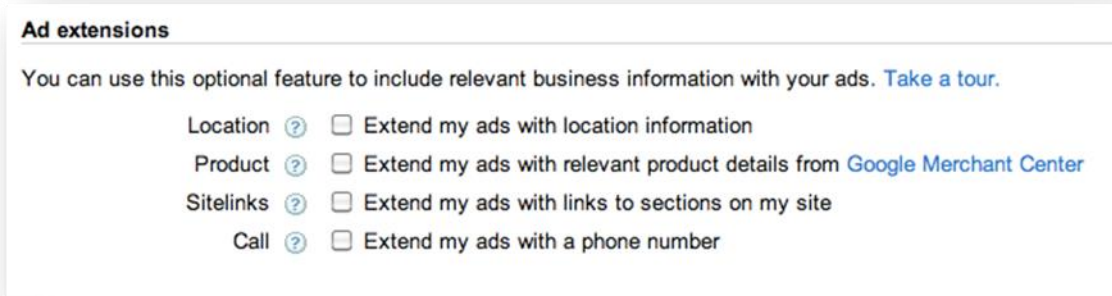 Ad extensions
You can use this optional feature to include relevant business information with your ads. Take a tour.
Location ? Extend my ads with location information
Product ? Extend my ads with relevant product details from Google Merchant Center
Sitelinks ? Extend my ads with links to sections on my site
Call ? Extend my ads with a phone number